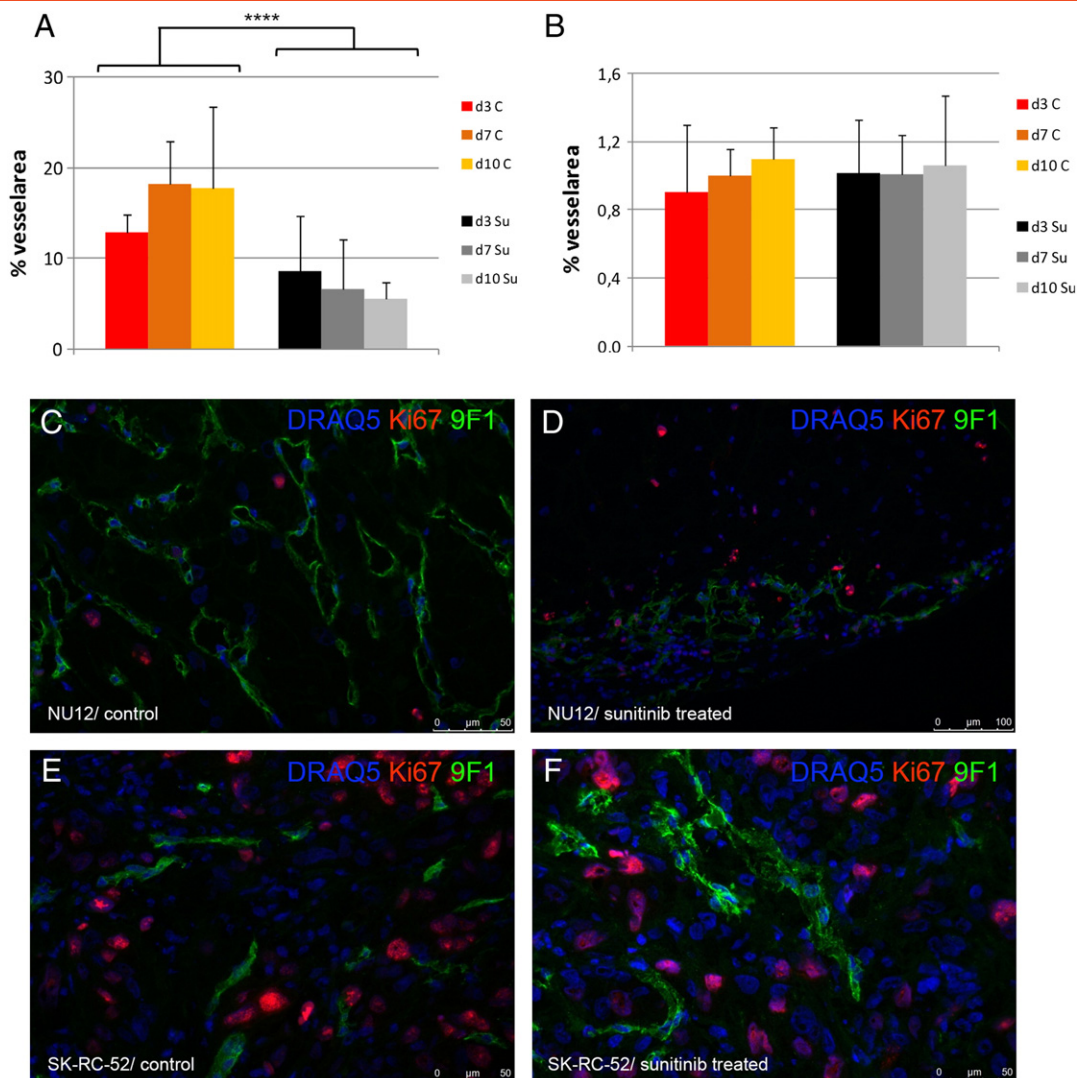 A
****
% vesselarea
30
20
10
0
d3 C
d7 C
d10 C
d3 Su
d7 Su
d10 Su
B
% vesselarea
1,6
1,2
0,8
0,4
0.0
d3 C
d7 C
d10 C
d3 Su
d7 Su
d10 Su
C
DRAQ5 Ki67 9F1
NU12/ control
0 µm 50
D
DRAQ5 Ki67 9F1
NU12/ sunitinib treated
0 µm 100
E
DRAQ5 Ki67 9F1
SK-RC-52/ control
0 µm 50
F
DRAQ5 Ki67 9F1
SK-RC-52/ sunitinib treated
0 µm 50